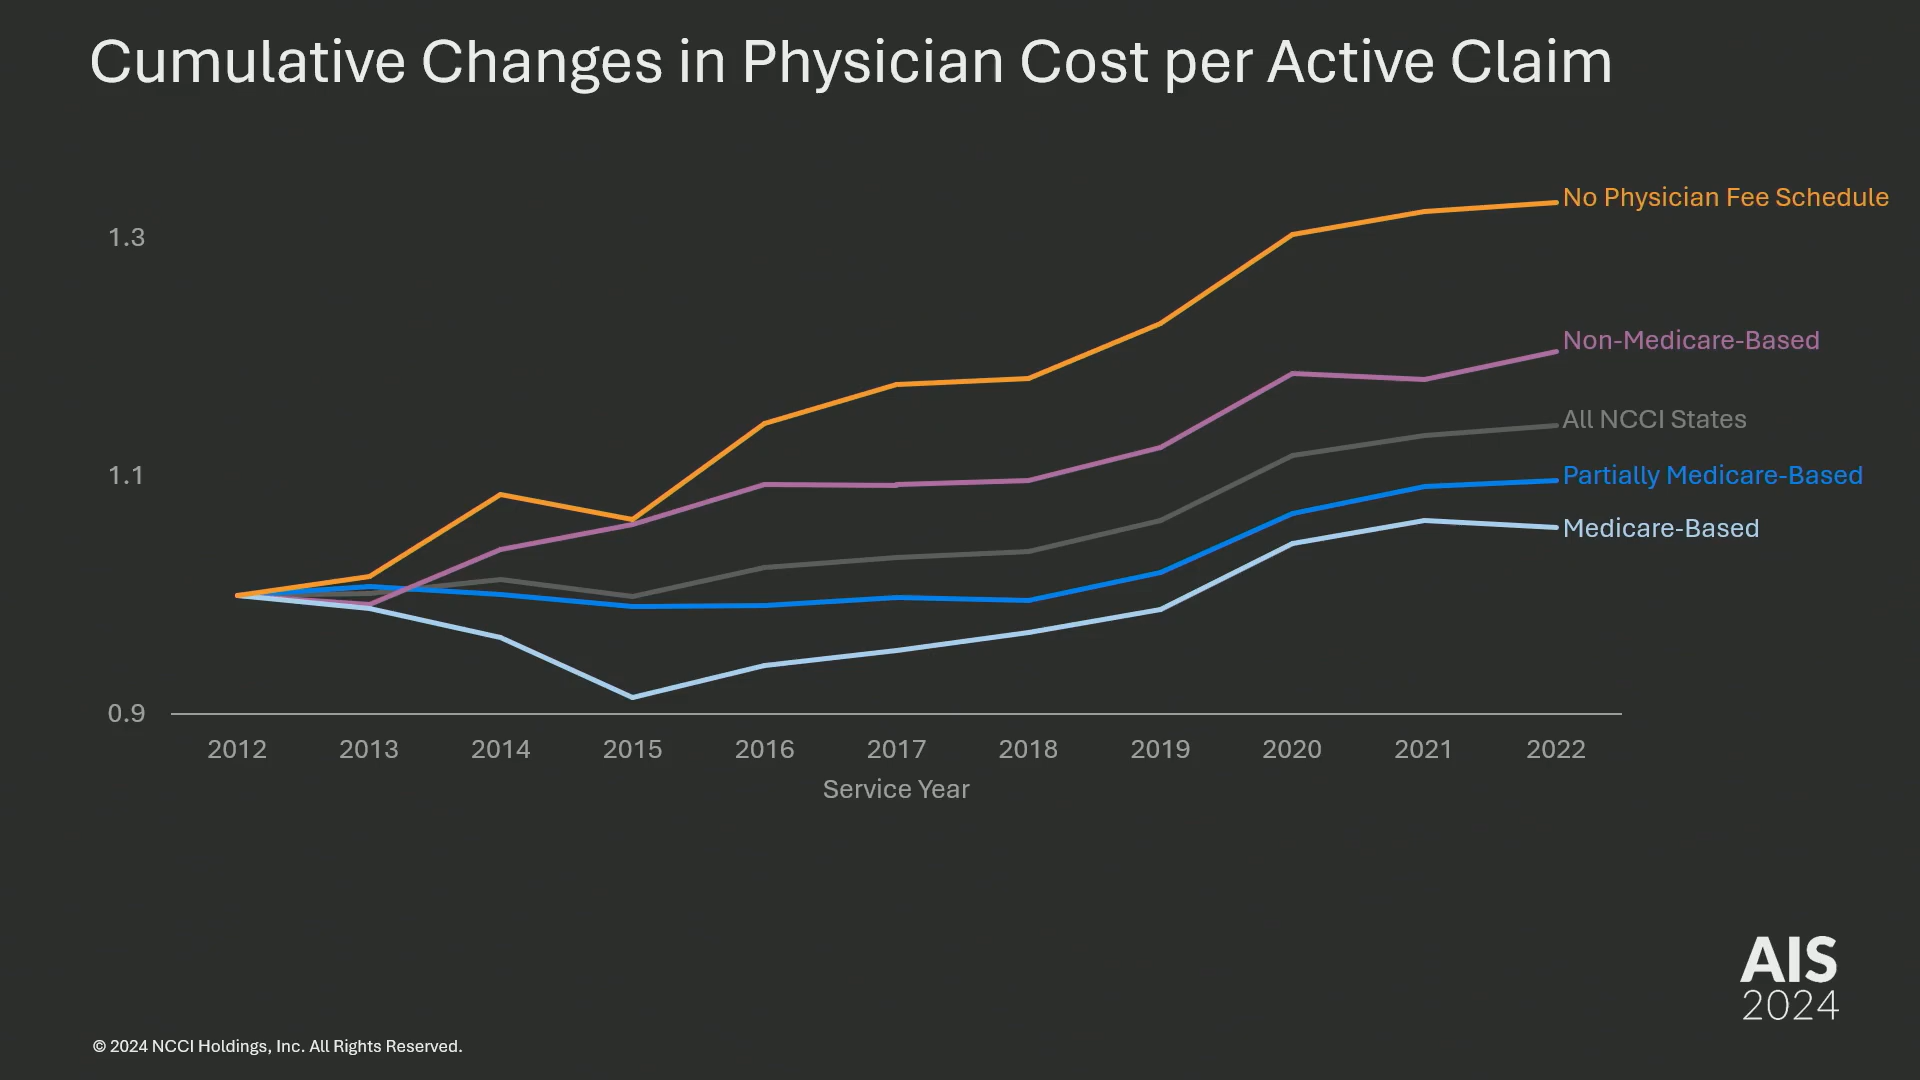 Cumulative Changes in Physician Cost per Active Claim
No Physician Fee Schedule
1.3
Non-Medicare-Based
All NCCI States
1.1
Partially Medicare-Based
Medicare-Based
0.9
2012 2013 2014 2015 2016 2017 2018 2019 2020 2021 2022
Service Year
AIS
2024
© 2024 NCCI Holdings, Inc. All Rights Reserved.